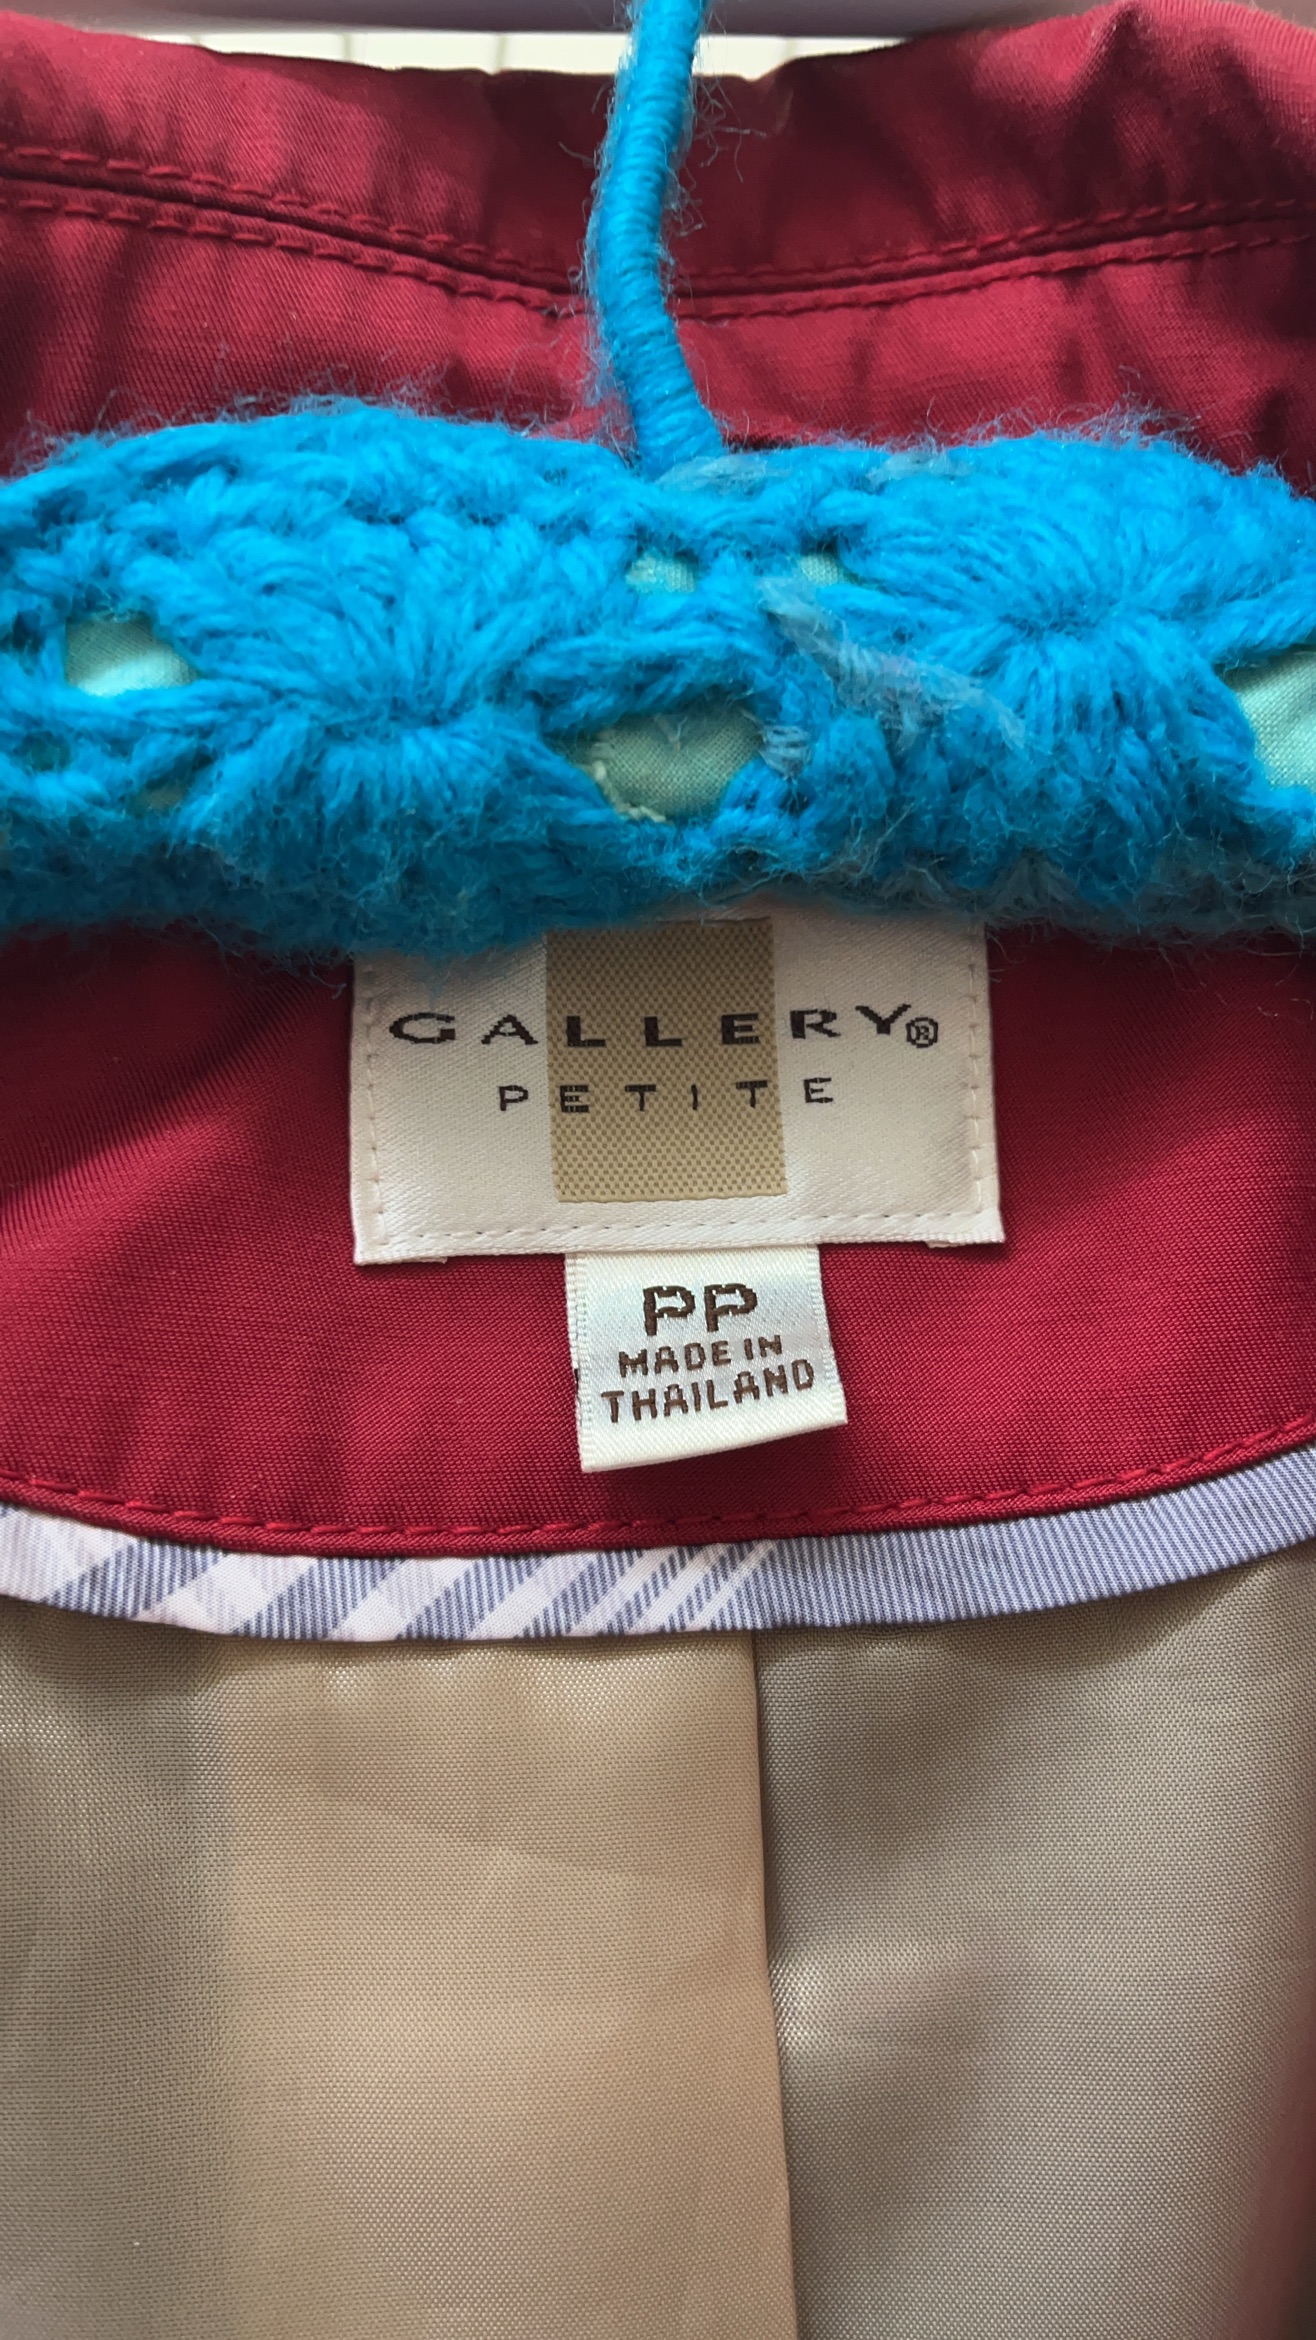 GALLERY®
PETITE
PP
MADE IN
THAILAND